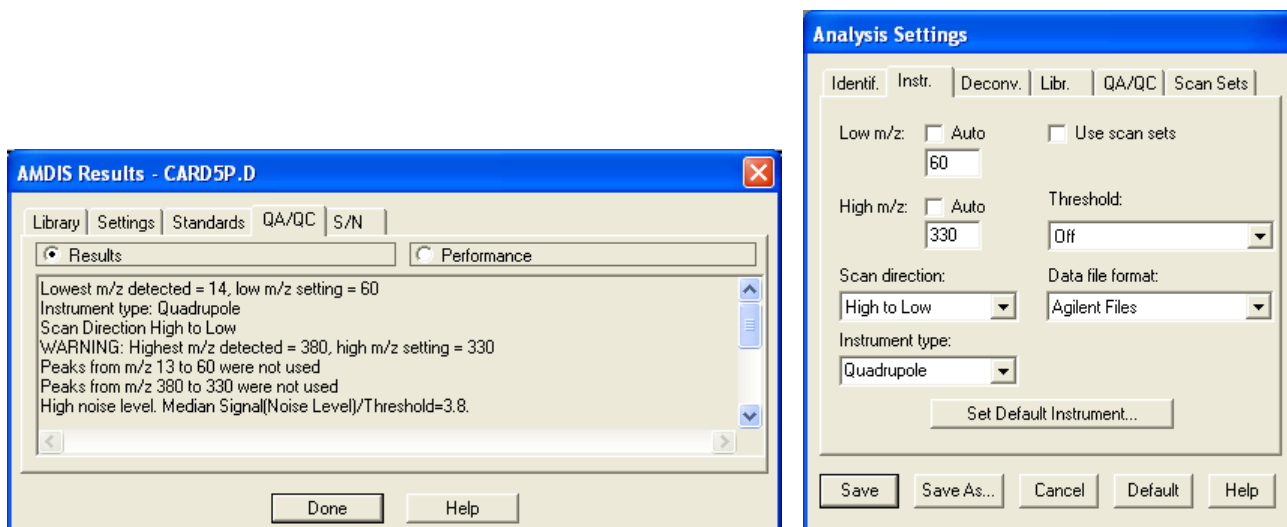 AMDIS Results - CARD5P.D
Library Settings Standards QA/QC S/N
Results Performance
Lowest m/z detected = 14, low m/z setting = 60
Instrument type: Quadrupole
Scan Direction High to Low
WARNING: Highest m/z detected = 380, high m/z setting = 330
Peaks from m/z 13 to 60 were not used
Peaks from m/z 380 to 330 were not used
High noise level. Median Signal(Noise Level)/Threshold=3.8.
Done Help
Analysis Settings
Identif. Instr. Deconv. Libr. QA/QC Scan Sets
Low m/z: Auto Use scan sets
60
High m/z: Auto Threshold:
330 Off
Scan direction: Data file format:
High to Low Agilent Files
Instrument type:
Quadrupole
Set Default Instrument...
Save Save As... Cancel Default Help